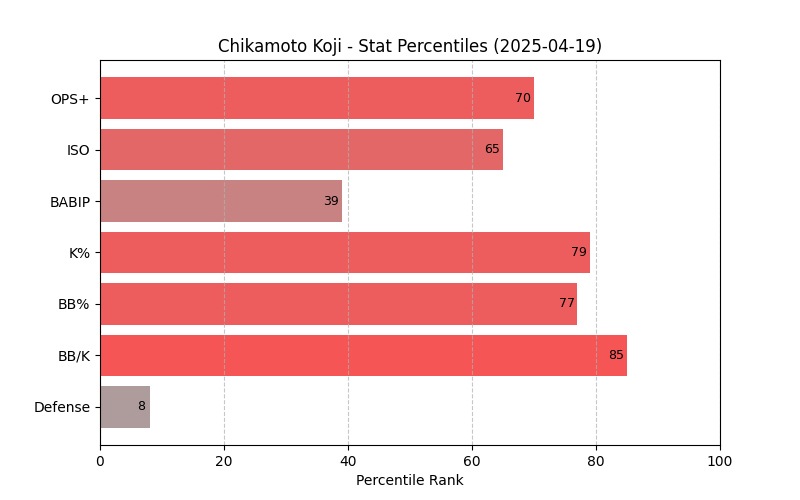 Chikamoto Koji - Stat Percentiles (2025-04-19)
OPS+ 70
ISO 65
BABIP 39
K% 79
BB% 77
BB/K 85
Defense 8
0 20 40 60 80 100
Percentile Rank